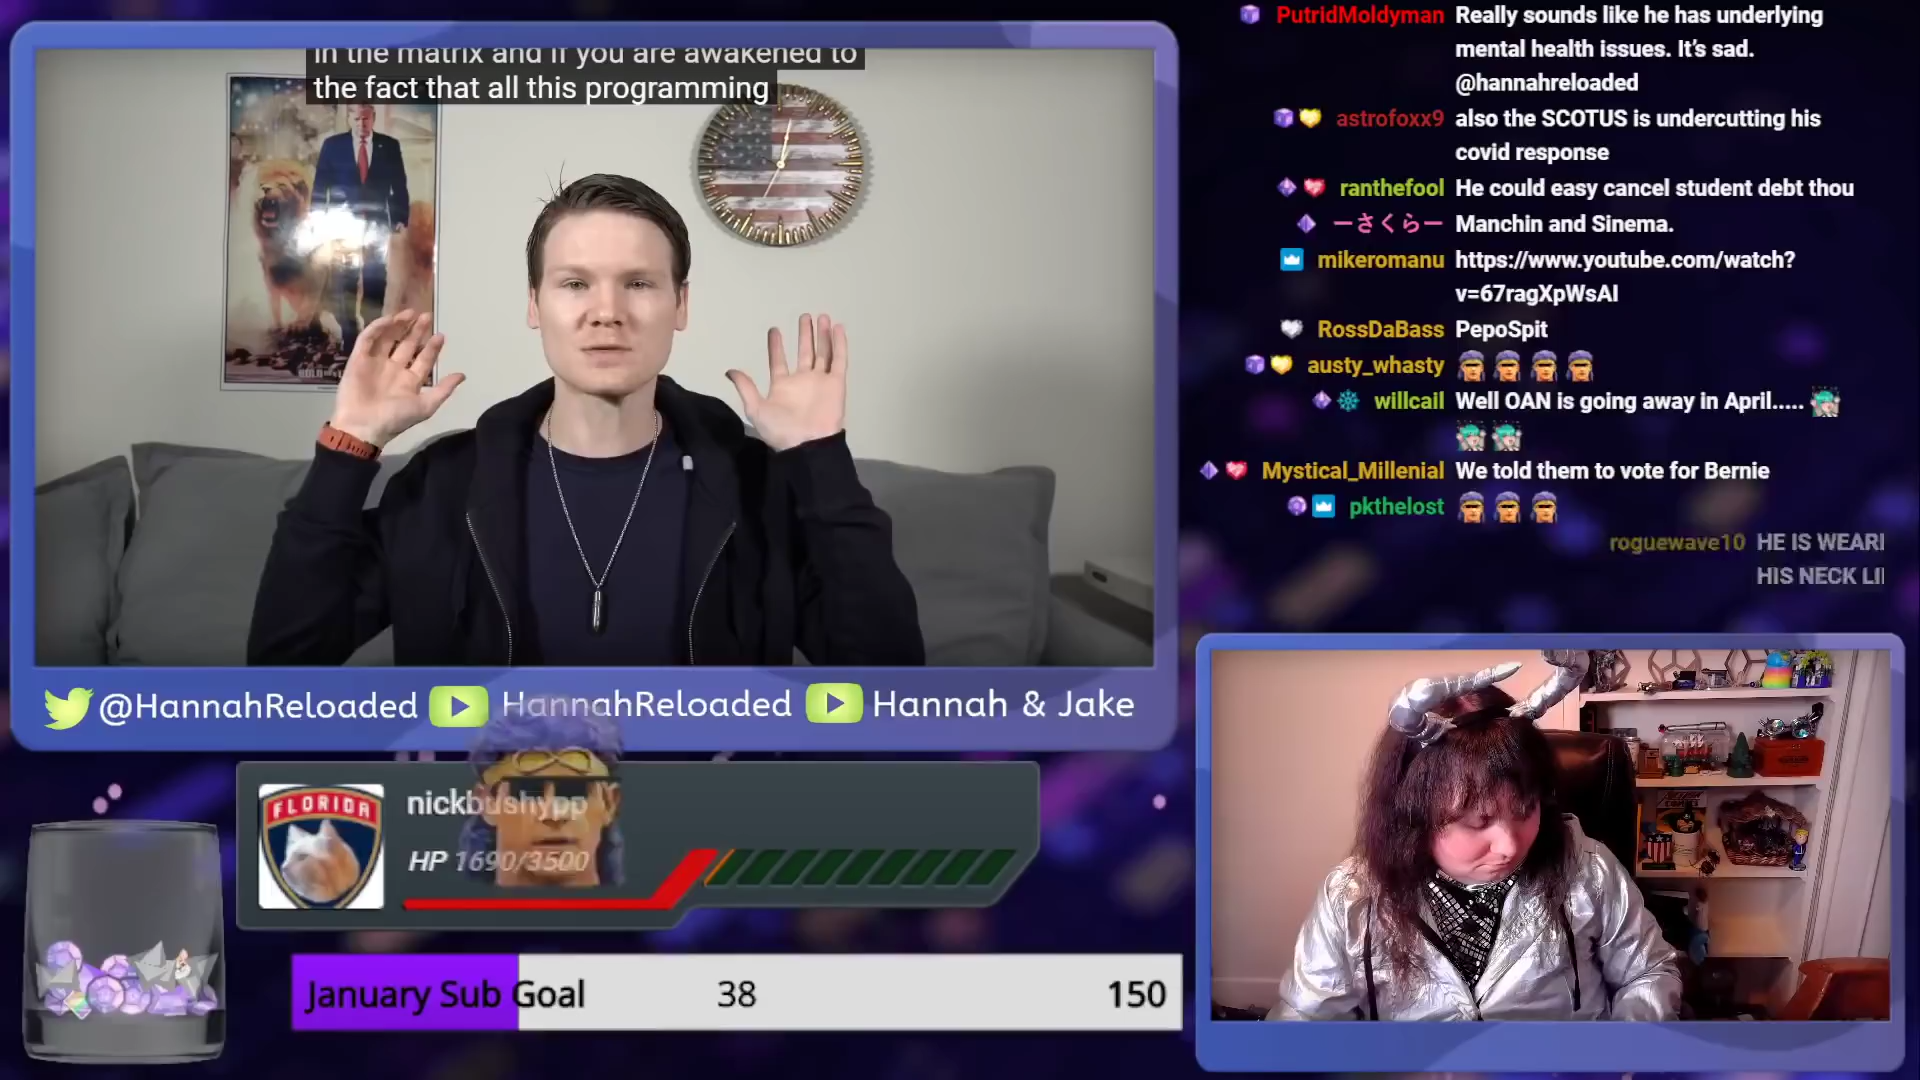 in the matrix and if you are awakened to
the fact that all this programming
@HannahReloaded HannahReloaded Hannah & Jake
FLORIDA
nickbushypp
HP 1690/3500
January Sub Goal 38 150
PutridMoldyman Really sounds like he has underlying
mental health issues. It's sad.
@hannahreloaded
astrofoxx9 also the SCOTUS is undercutting his
covid response
ranthefool He could easy cancel student debt thou
ーさくらー Manchin and Sinema.
mikeromanu https://www.youtube.com/watch?
v=67ragXpWsAI
RossDaBass PepoSpit
austy_whasty
willcail Well OAN is going away in April.....
Mystical_Millenial We told them to vote for Bernie
pkthelost
roguewave10 HE IS WEARI
HIS NECK LI